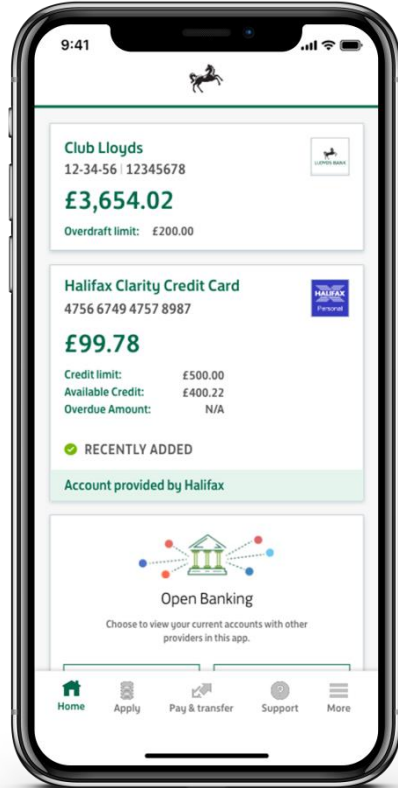 9:41
Club Lloyds
12-34-56 | 12345678
£3,654.02
Overdraft limit: £200.00
Halifax Clarity Credit Card
4756 6749 4757 8987
HALIFAX
Personal
£99.78
Credit limit: £500.00
Available Credit: £400.22
Overdue Amount: N/A
RECENTLY ADDED
Account provided by Halifax
Open Banking
Choose to view your current accounts with other
providers in this app.
Home Apply Pay & transfer Support More